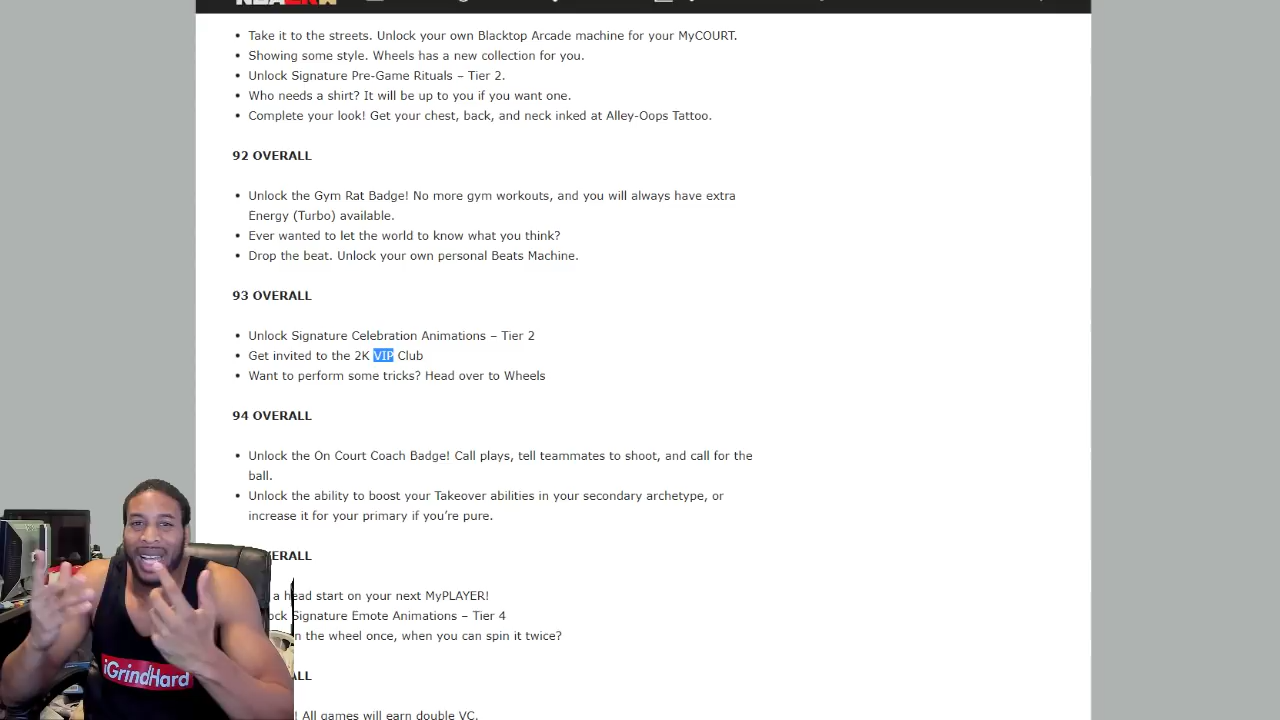 Take it to the streets. Unlock your own Blacktop Arcade machine for your MyCOURT.
Showing some style. Wheels has a new collection for you.
Unlock Signature Pre-Game Rituals – Tier 2.
Who needs a shirt? It will be up to you if you want one.
Complete your look! Get your chest, back, and neck inked at Alley-Oops Tattoo.
92 OVERALL
Unlock the Gym Rat Badge! No more gym workouts, and you will always have extra
Energy (Turbo) available.
Ever wanted to let the world to know what you think?
Drop the beat. Unlock your own personal Beats Machine.
93 OVERALL
Unlock Signature Celebration Animations – Tier 2
Get invited to the 2K VIP Club
Want to perform some tricks? Head over to Wheels
94 OVERALL
Unlock the On Court Coach Badge! Call plays, tell teammates to shoot, and call for the
ball.
Unlock the ability to boost your Takeover abilities in your secondary archetype, or
increase it for your primary if you're pure.
a head start on your next MyPLAYER!
Signature Emote Animations – Tier 4
the wheel once, when you can spin it twice?
All games will earn double VC.
iGrindHard